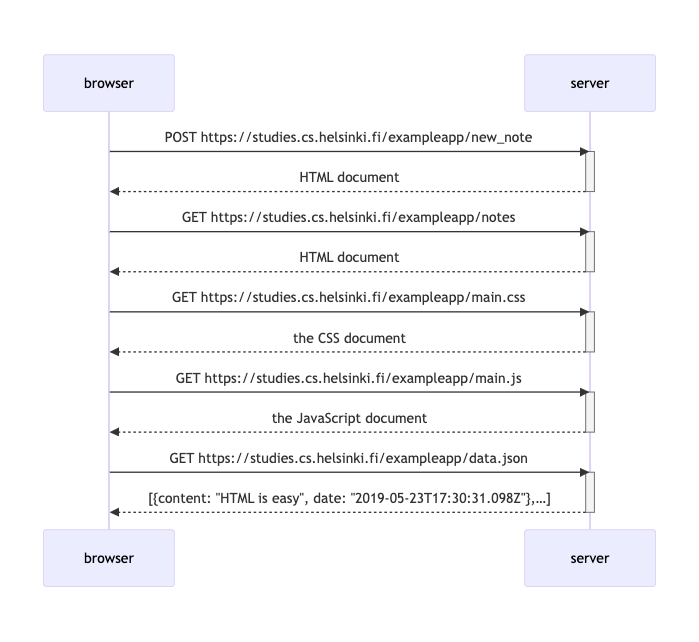 browser
server
POST https://studies.cs.helsinki.fi/exampleapp/new_note
HTML document
GET https://studies.cs.helsinki.fi/exampleapp/notes
HTML document
GET https://studies.cs.helsinki.fi/exampleapp/main.css
the CSS document
GET https://studies.cs.helsinki.fi/exampleapp/main.js
the JavaScript document
GET https://studies.cs.helsinki.fi/exampleapp/data.json
[{content: "HTML is easy", date: "2019-05-23T17:30:31.098Z"},...]
browser
server